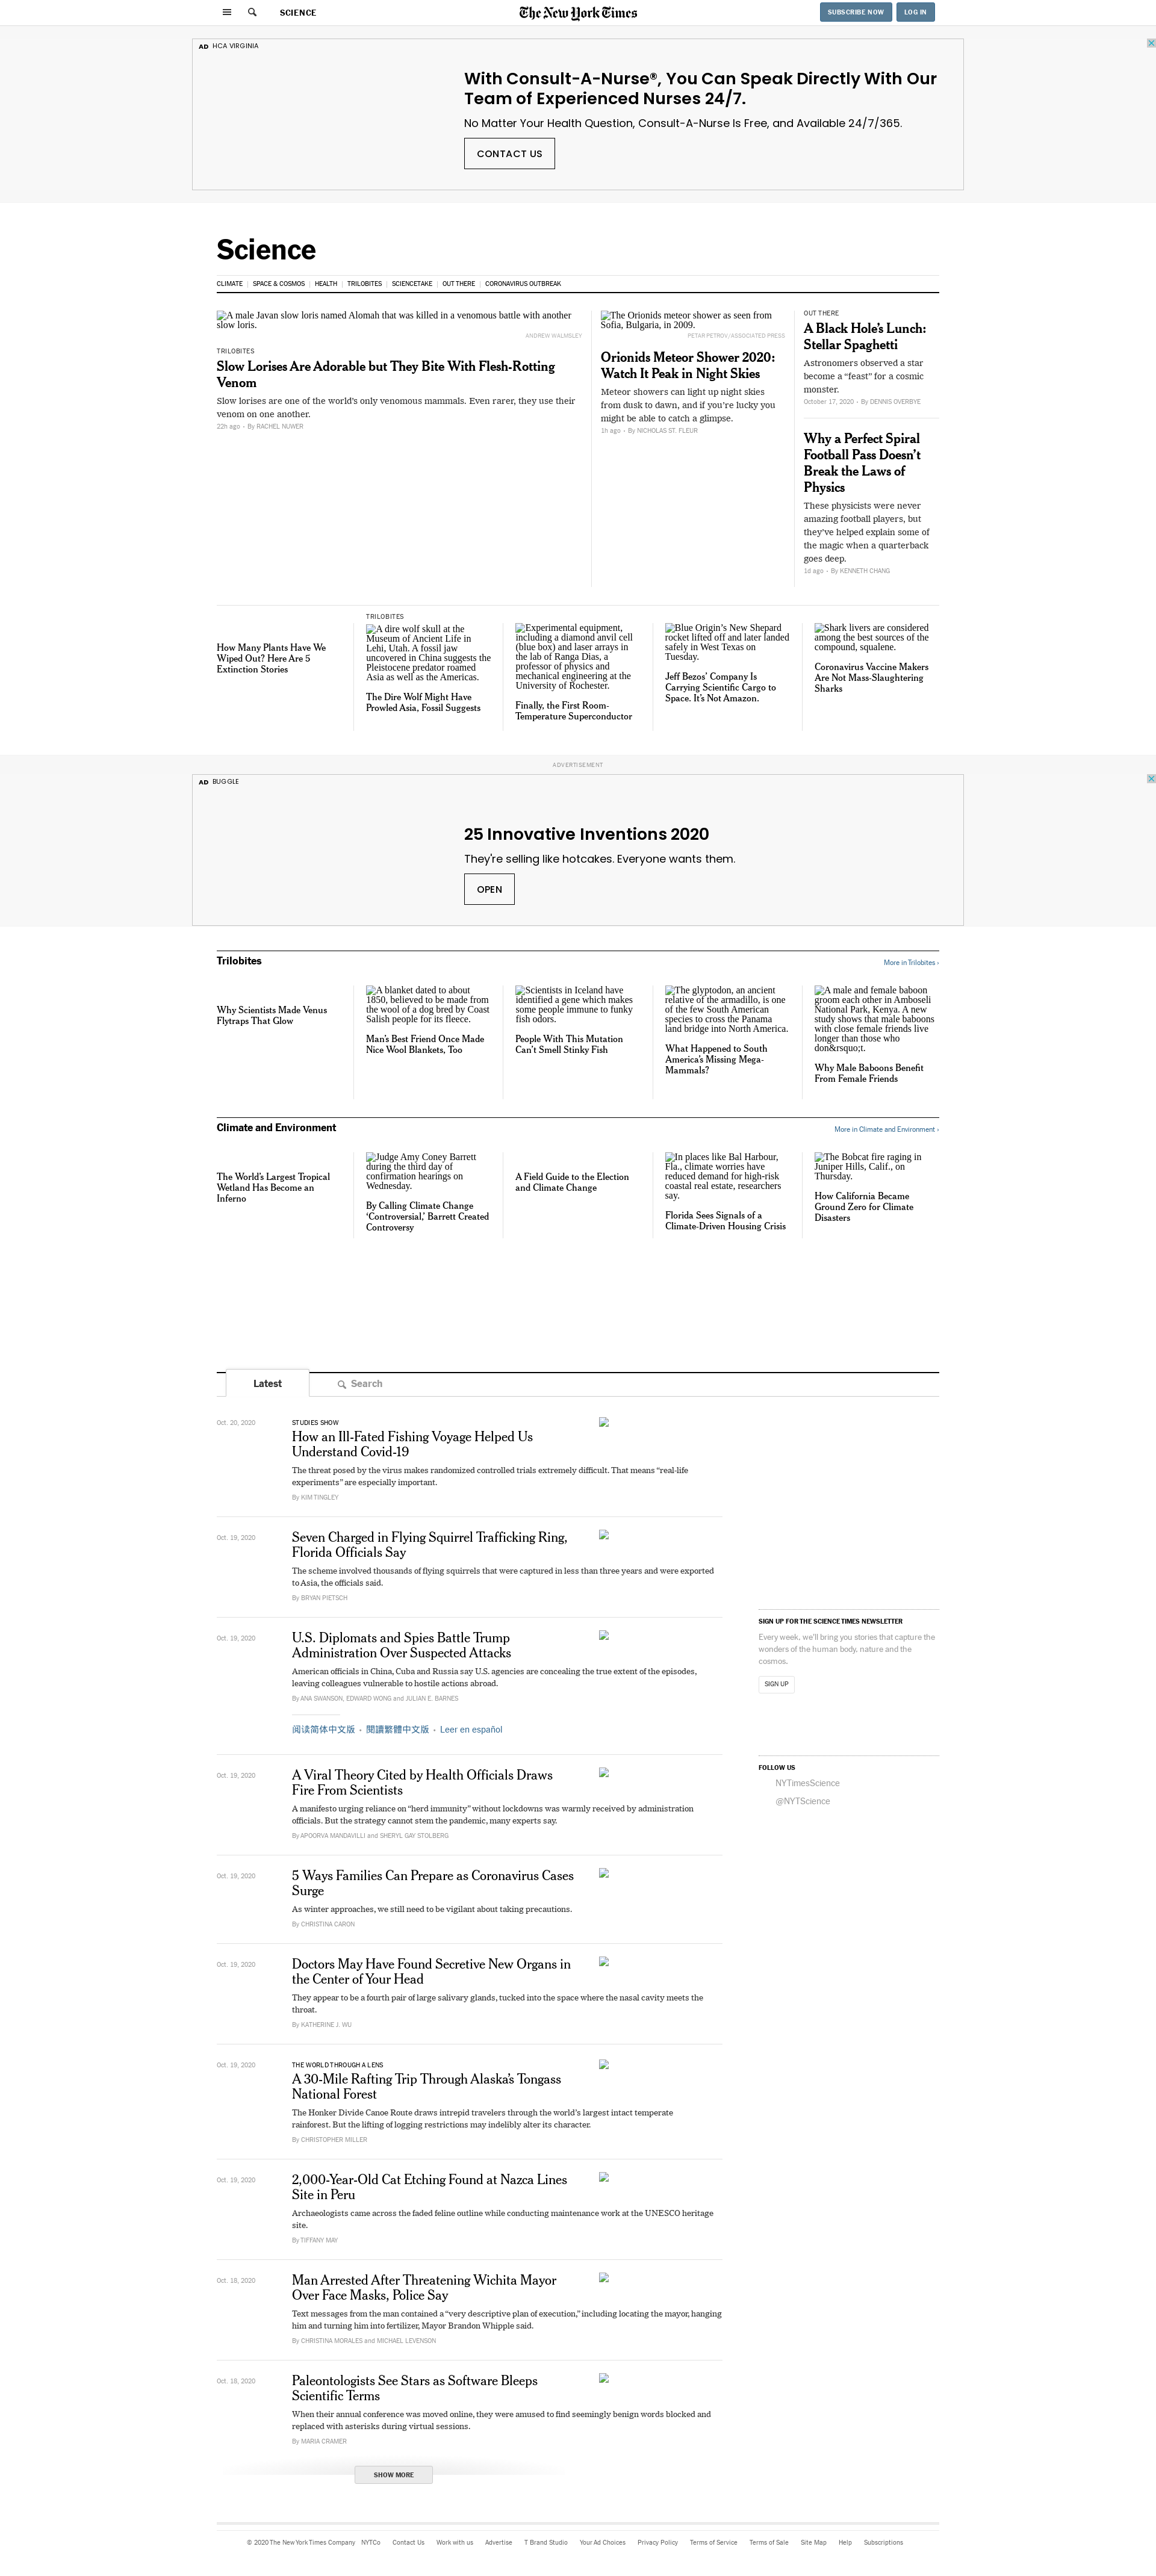 SCIENCE
The New York Times
SUBSCRIBE NOW
LOG IN
AD HCA VIRGINIA
With Consult-A-Nurse®, You Can Speak Directly With Our
Team of Experienced Nurses 24/7.
No Matter Your Health Question, Consult-A-Nurse Is Free, and Available 24/7/365.
CONTACT US
Science
CLIMATE | SPACE & COSMOS | HEALTH | TRILOBITES | SCIENCETAKE | OUT THERE | CORONAVIRUS OUTBREAK
A male Javan slow loris named Alomah that was killed in a venomous battle with another
slow loris.
ANDREW WALMSLEY
TRILOBITES
Slow Lorises Are Adorable but They Bite With Flesh-Rotting
Venom
Slow lorises are one of the world's only venomous mammals. Even rarer, they use their
venom on one another.
22h ago • By RACHEL NUWER
The Orionids meteor shower as seen from
Sofia, Bulgaria, in 2009.
PETAR PETROV/ASSOCIATED PRESS
Orionids Meteor Shower 2020:
Watch It Peak in Night Skies
Meteor showers can light up night skies
from dusk to dawn, and if you're lucky you
might be able to catch a glimpse.
1h ago • By NICHOLAS ST. FLEUR
OUT THERE
A Black Hole's Lunch:
Stellar Spaghetti
Astronomers observed a star
become a “feast” for a cosmic
monster.
October 17, 2020 • By DENNIS OVERBYE
Why a Perfect Spiral
Football Pass Doesn't
Break the Laws of
Physics
These physicists were never
amazing football players, but
they've helped explain some of
the magic when a quarterback
goes deep.
1d ago • By KENNETH CHANG
How Many Plants Have We
Wiped Out? Here Are 5
Extinction Stories
TRILOBITES
A dire wolf skull at the
Museum of Ancient Life in
Lehi, Utah. A fossil jaw
uncovered in China suggests the
Pleistocene predator roamed
Asia as well as the Americas.
The Dire Wolf Might Have
Prowled Asia, Fossil Suggests
Experimental equipment,
including a diamond anvil cell
(blue box) and laser arrays in
the lab of Ranga Dias, a
professor of physics and
mechanical engineering at the
University of Rochester.
Finally, the First Room-
Temperature Superconductor
Blue Origin's New Shepard
rocket lifted off and later landed
safely in West Texas on
Tuesday.
Jeff Bezos' Company Is
Carrying Scientific Cargo to
Space. It's Not Amazon.
Shark livers are considered
among the best sources of the
compound, squalene.
Coronavirus Vaccine Makers
Are Not Mass-Slaughtering
Sharks
ADVERTISEMENT
AD BUGGLE
25 Innovative Inventions 2020
They're selling like hotcakes. Everyone wants them.
OPEN
Trilobites
More in Trilobites ›
Why Scientists Made Venus
Flytraps That Glow
A blanket dated to about
1850, believed to be made from
the wool of a dog bred by Coast
Salish people for its fleece.
Man's Best Friend Once Made
Nice Wool Blankets, Too
Scientists in Iceland have
identified a gene which makes
some people immune to funky
fish odors.
People With This Mutation
Can't Smell Stinky Fish
The glyptodon, an ancient
relative of the armadillo, is one
of the few South American
species to cross the Panama
land bridge into North America.
What Happened to South
America's Missing Mega-
Mammals?
A male and female baboon
groom each other in Amboseli
National Park, Kenya. A new
study shows that male baboons
with close female friends live
longer than those who
don&rsquo;t.
Why Male Baboons Benefit
From Female Friends
Climate and Environment
More in Climate and Environment ›
The World's Largest Tropical
Wetland Has Become an
Inferno
Judge Amy Coney Barrett
during the third day of
confirmation hearings on
Wednesday.
By Calling Climate Change
‘Controversial,’ Barrett Created
Controversy
A Field Guide to the Election
and Climate Change
In places like Bal Harbour,
Fla., climate worries have
reduced demand for high-risk
coastal real estate, researchers
say.
Florida Sees Signals of a
Climate-Driven Housing Crisis
The Bobcat fire raging in
Juniper Hills, Calif., on
Thursday.
How California Became
Ground Zero for Climate
Disasters
Latest
Search
Oct. 20, 2020
STUDIES SHOW
How an Ill-Fated Fishing Voyage Helped Us
Understand Covid-19
The threat posed by the virus makes randomized controlled trials extremely difficult. That means “real-life
experiments” are especially important.
By KIM TINGLEY
Oct. 19, 2020
Seven Charged in Flying Squirrel Trafficking Ring,
Florida Officials Say
The scheme involved thousands of flying squirrels that were captured in less than three years and were exported
to Asia, the officials said.
By BRYAN PIETSCH
Oct. 19, 2020
U.S. Diplomats and Spies Battle Trump
Administration Over Suspected Attacks
American officials in China, Cuba and Russia say U.S. agencies are concealing the true extent of the episodes,
leaving colleagues vulnerable to hostile actions abroad.
By ANA SWANSON, EDWARD WONG and JULIAN E. BARNES
阅读简体中文版 • 閱讀繁體中文版 • Leer en español
Oct. 19, 2020
A Viral Theory Cited by Health Officials Draws
Fire From Scientists
A manifesto urging reliance on “herd immunity” without lockdowns was warmly received by administration
officials. But the strategy cannot stem the pandemic, many experts say.
By APOORVA MANDAVILLI and SHERYL GAY STOLBERG
Oct. 19, 2020
5 Ways Families Can Prepare as Coronavirus Cases
Surge
As winter approaches, we still need to be vigilant about taking precautions.
By CHRISTINA CARON
Oct. 19, 2020
Doctors May Have Found Secretive New Organs in
the Center of Your Head
They appear to be a fourth pair of large salivary glands, tucked into the space where the nasal cavity meets the
throat.
By KATHERINE J. WU
Oct. 19, 2020
THE WORLD THROUGH A LENS
A 30-Mile Rafting Trip Through Alaska's Tongass
National Forest
The Honker Divide Canoe Route draws intrepid travelers through the world's largest intact temperate
rainforest. But the lifting of logging restrictions may indelibly alter its character.
By CHRISTOPHER MILLER
Oct. 19, 2020
2,000-Year-Old Cat Etching Found at Nazca Lines
Site in Peru
Archaeologists came across the faded feline outline while conducting maintenance work at the UNESCO heritage
site.
By TIFFANY MAY
Oct. 18, 2020
Man Arrested After Threatening Wichita Mayor
Over Face Masks, Police Say
Text messages from the man contained a “very descriptive plan of execution,” including locating the mayor, hanging
him and turning him into fertilizer, Mayor Brandon Whipple said.
By CHRISTINA MORALES and MICHAEL LEVENSON
Oct. 18, 2020
Paleontologists See Stars as Software Bleeps
Scientific Terms
When their annual conference was moved online, they were amused to find seemingly benign words blocked and
replaced with asterisks during virtual sessions.
By MARIA CRAMER
SHOW MORE
SIGN UP FOR THE SCIENCE TIMES NEWSLETTER
Every week, we'll bring you stories that capture the
wonders of the human body, nature and the
cosmos.
SIGN UP
FOLLOW US
NYTimesScience
@NYTScience
© 2020 The New York Times Company NYTCo Contact Us Work with us Advertise T Brand Studio Your Ad Choices Privacy Policy Terms of Service Terms of Sale Site Map Help Subscriptions